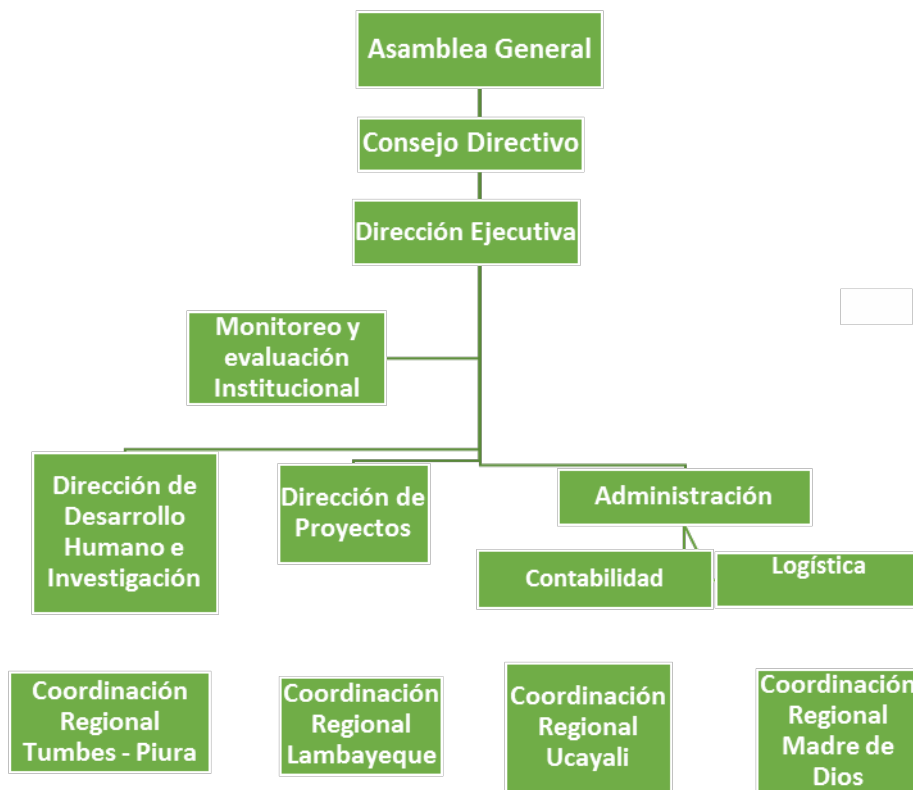 Asamblea General
Consejo Directivo
Dirección Ejecutiva
Monitoreo y
evaluación
Institucional
Dirección de
Desarrollo
Humano e
Investigación
Dirección de
Proyectos
Administración
Contabilidad
Logística
Coordinación
Regional
Tumbes - Piura
Coordinación
Regional
Lambayeque
Coordinación
Regional
Ucayali
Coordinación
Regional
Madre de
Dios